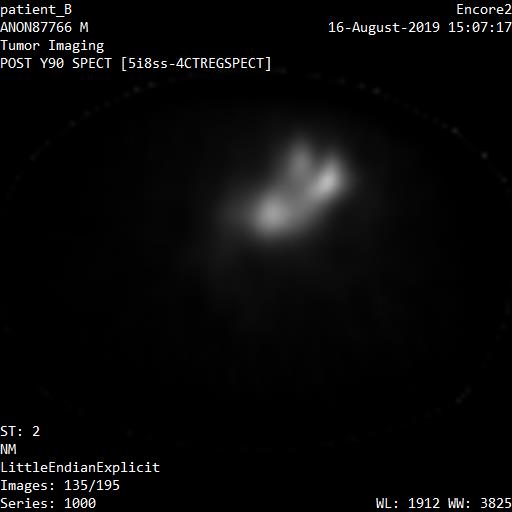 patient_B
Encore2
ANON87766 M
16-August-2019 15:07:17
Tumor Imaging
POST Y90 SPECT [5i8ss-4CTREGSPECT]
ST: 2
NM
LittleEndianExplicit
Images: 135/195
Series: 1000
WL: 1912 WW: 3825